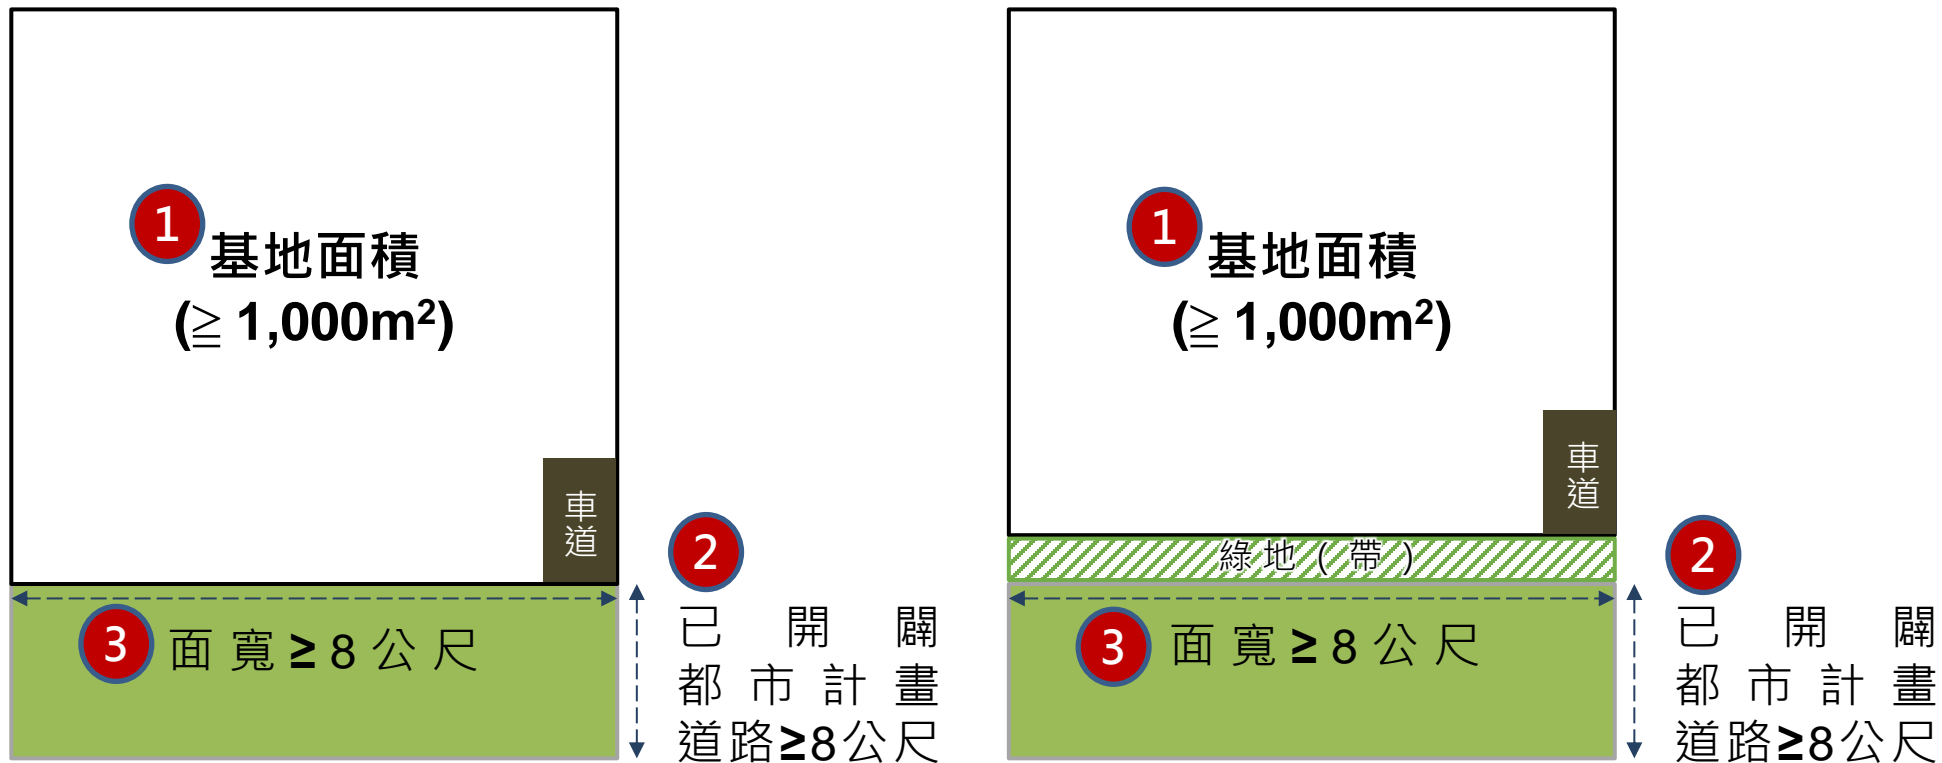 1
基地面積
(≧ 1,000m²)
車道
2
已開闢
都市計畫
道路≥8公尺
3 面寬≥8公尺
1
基地面積
(≧ 1,000m²)
車道
綠地(帶)
2
已開闢
都市計畫
道路≥8公尺
3 面寬≥8公尺